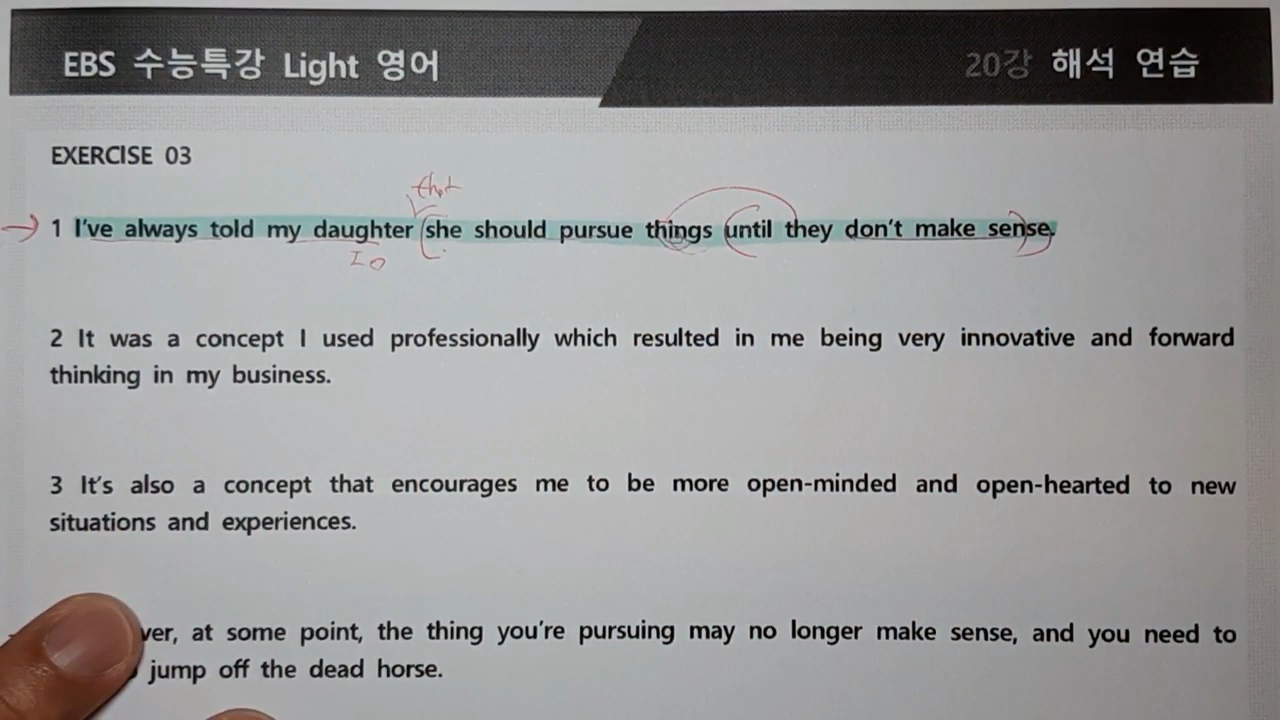 EBS 수능특강 Light 영어
20강 해석 연습
EXERCISE 03
that
1 I've always told my daughter she should pursue things until they don't make sense.
I O
2 It was a concept I used professionally which resulted in me being very innovative and forward
thinking in my business.
3 It's also a concept that encourages me to be more open-minded and open-hearted to new
situations and experiences.
ver, at some point, the thing you're pursuing may no longer make sense, and you need to
jump off the dead horse.